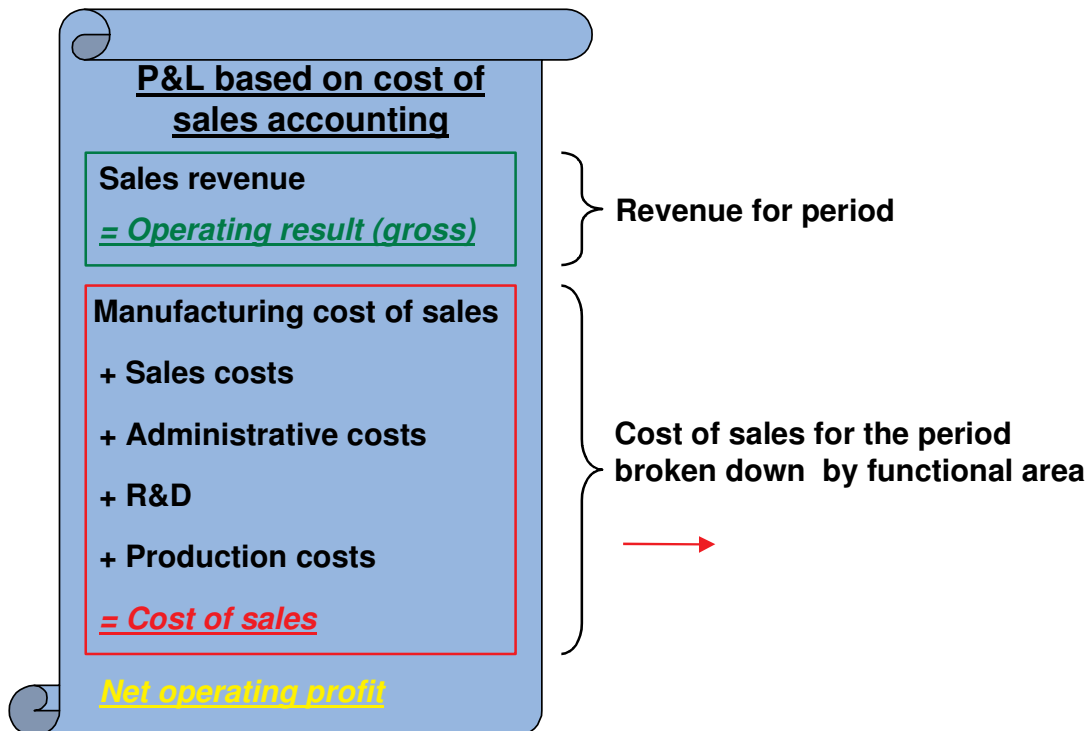 P&L based on cost of
sales accounting
Sales revenue
= Operating result (gross)
Revenue for period
Manufacturing cost of sales
+ Sales costs
+ Administrative costs
+ R&D
+ Production costs
= Cost of sales
Cost of sales for the period
broken down  by functional area
Net operating profit